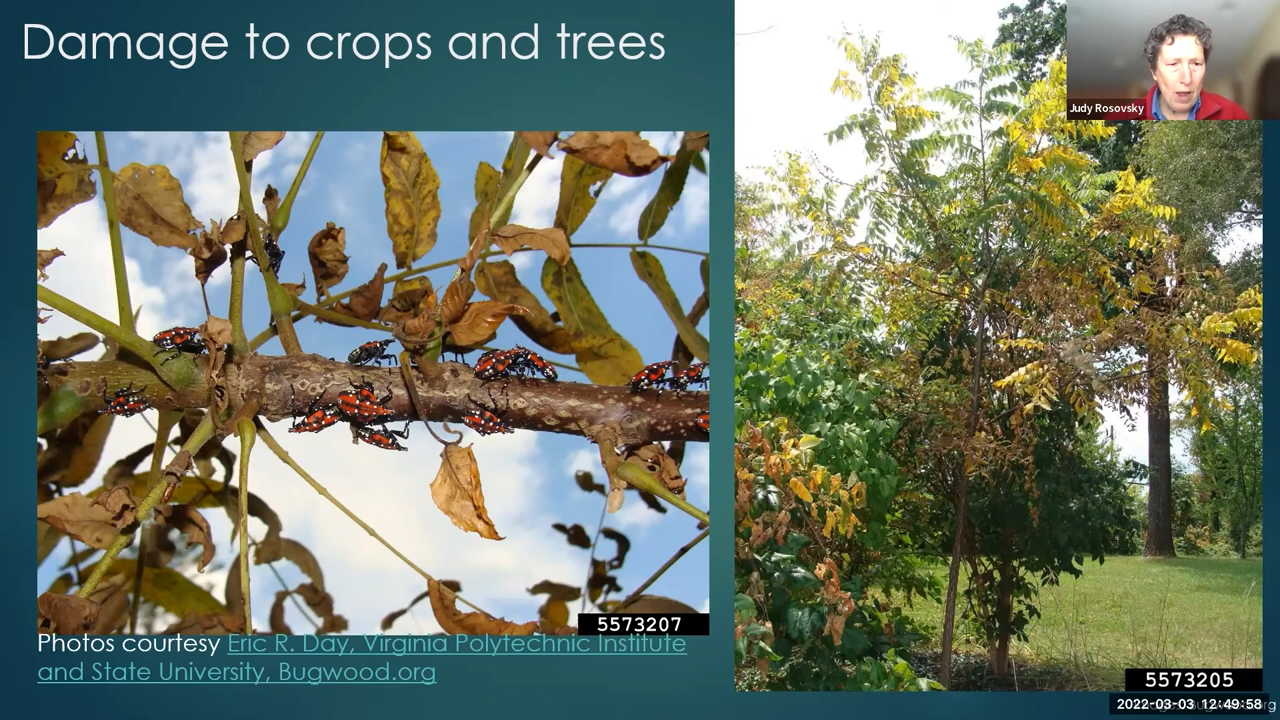 Damage to crops and trees
Judy Rosovsky
5573207
Photos courtesy Eric R. Day, Virginia Polytechnic Institute
and State University, Bugwood.org
5573205
2022-03-03 12:49:58